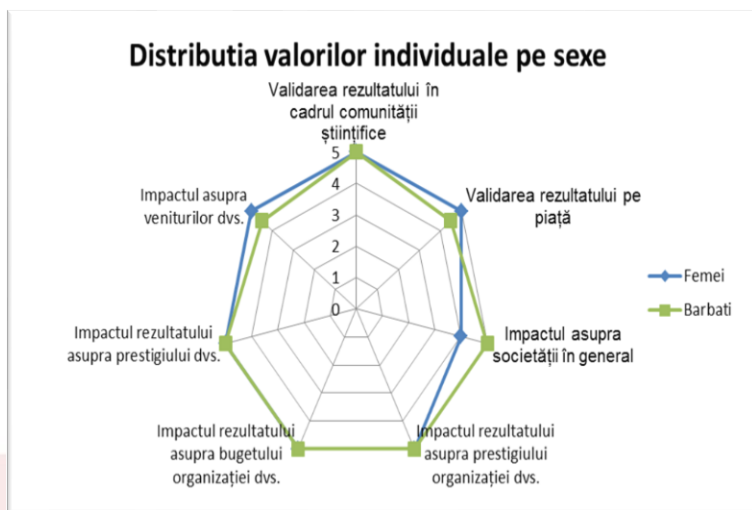 Distributia valorilor individuale pe sexe
Validarea rezultatului în
cadrul comunității
științifice
5
4
3
2
1
0
Validarea rezultatului pe
piață
Impactul asupra
societății în general
Impactul rezultatului
asupra prestigiului
organizației dvs.
Impactul rezultatului
asupra bugetului
organizației dvs.
Impactul rezultatului
asupra prestigiului dvs.
Impactul asupra
veniturilor dvs.
Femei
Barbati